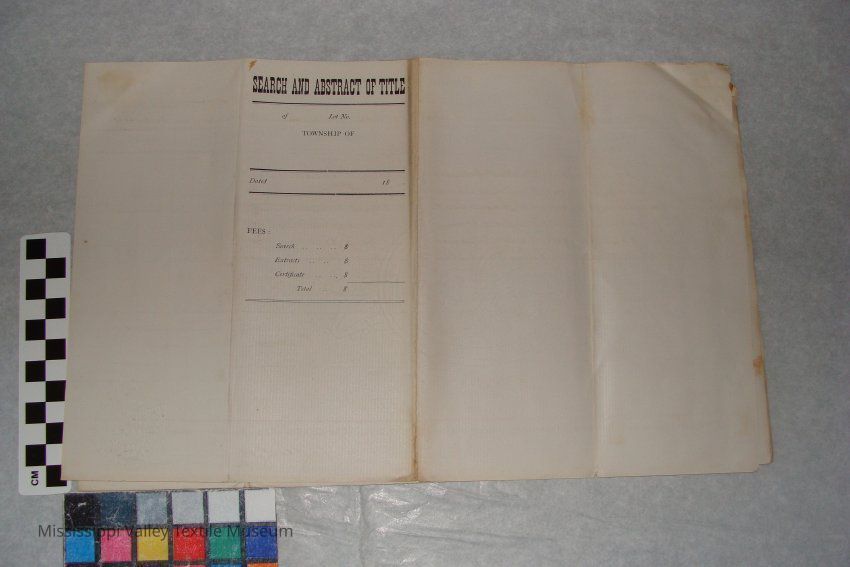 SEARCH AND ABSTRACT OF TITLE
of Lot No.
TOWNSHIP OF
Dated 18
FEES :
Search .. .. .. $
Extracts .. .. $
Certificate .. .. $
Total .. $
CM
Mississippi Valley Textile Museum